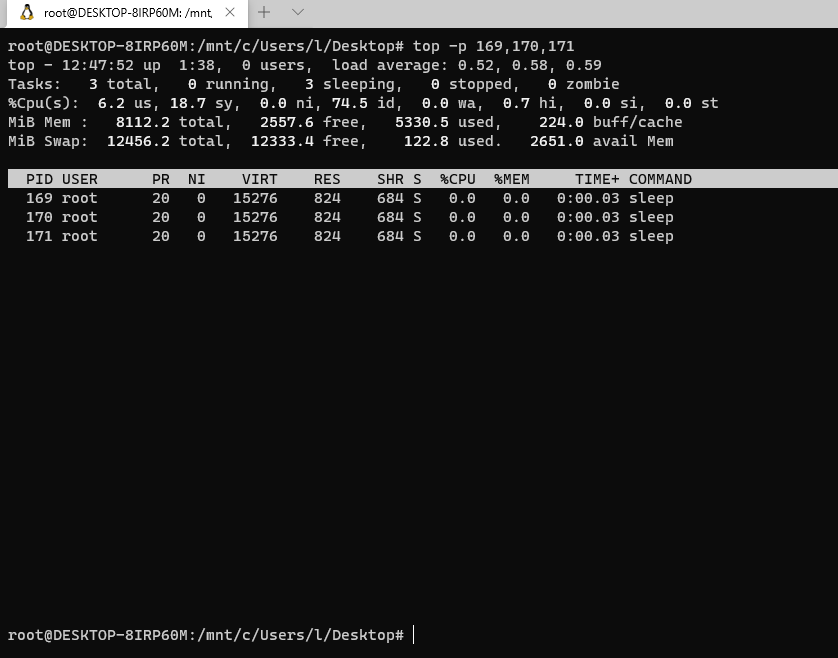 root@DESKTOP-8IRP60M: /mnt,
root@DESKTOP-8IRP60M:/mnt/c/Users/l/Desktop# top -p 169,170,171
top - 12:47:52 up  1:38,  0 users,  load average: 0.52, 0.58, 0.59
Tasks:   3 total,   0 running,   3 sleeping,   0 stopped,   0 zombie
%Cpu(s):  6.2 us, 18.7 sy,  0.0 ni, 74.5 id,  0.0 wa,  0.7 hi,  0.0 si,  0.0 st
MiB Mem :   8112.2 total,   2557.6 free,   5330.5 used,    224.0 buff/cache
MiB Swap:  12456.2 total,  12333.4 free,    122.8 used.   2651.0 avail Mem
  PID USER      PR  NI    VIRT    RES    SHR S  %CPU  %MEM     TIME+ COMMAND
  169 root      20   0   15276    824    684 S   0.0   0.0   0:00.03 sleep
  170 root      20   0   15276    824    684 S   0.0   0.0   0:00.03 sleep
  171 root      20   0   15276    824    684 S   0.0   0.0   0:00.03 sleep
root@DESKTOP-8IRP60M:/mnt/c/Users/l/Desktop#